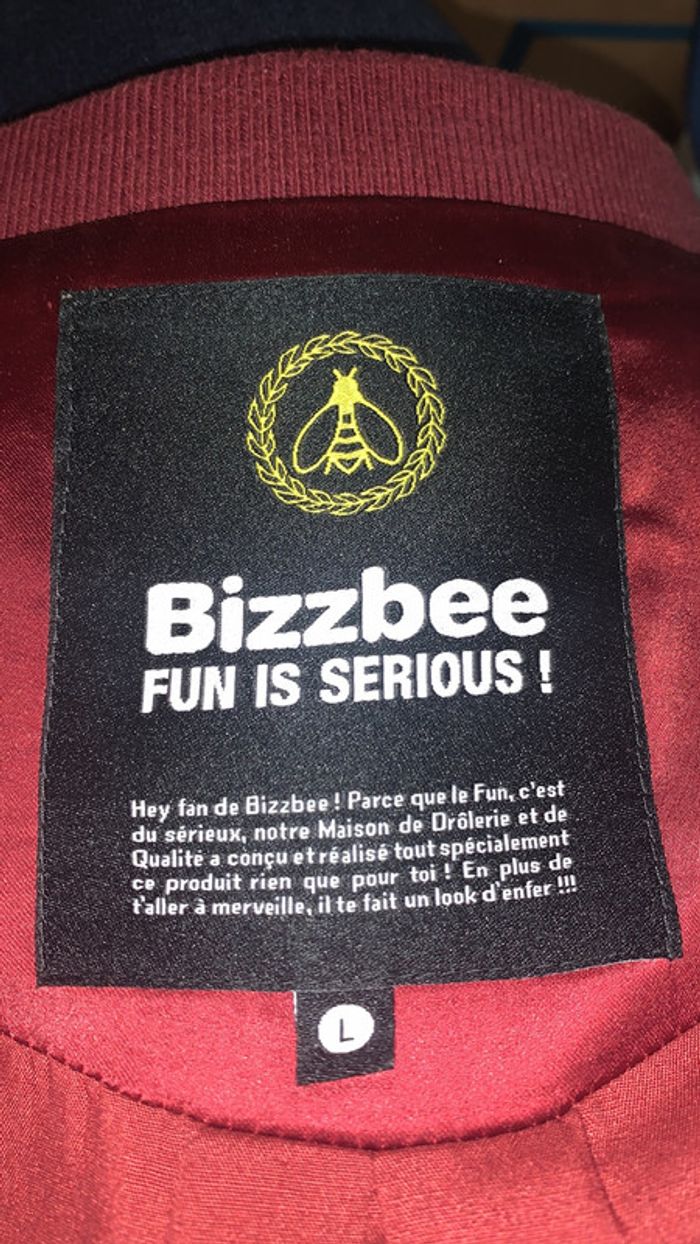 Bizzbee
FUN IS SERIOUS !
Hey fan de Bizzbee ! Parce que le Fun, c'est
du sérieux, notre Maison de Drôlerie et de
Qualité a conçu et réalisé tout spécialement
ce produit rien que pour toi ! En plus de
t'aller à merveille, il te fait un look d'enfer !!!
L